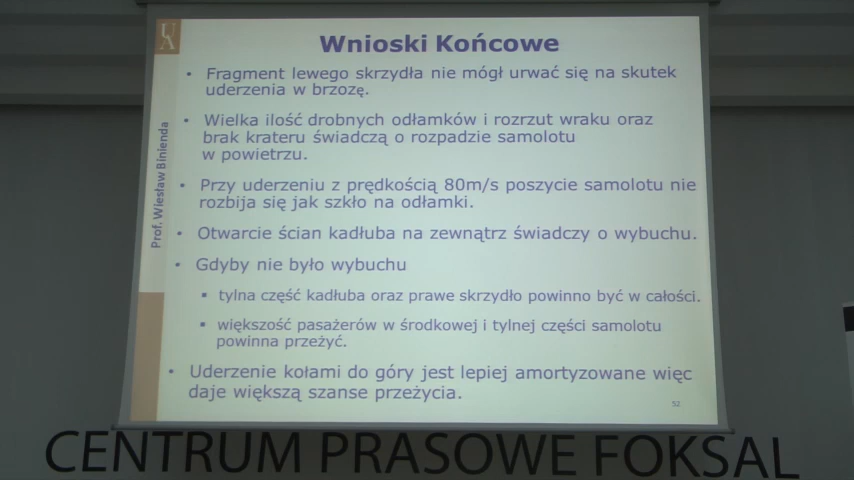 UA
Wnioski Końcowe
• Fragment lewego skrzydła nie mógł urwać się na skutek
uderzenia w brzozę.
• Wielka ilość drobnych odłamków i rozrzut wraku oraz
brak krateru świadczą o rozpadzie samolotu
w powietrzu.
• Przy uderzeniu z prędkością 80m/s poszycie samolotu nie
rozbija się jak szkło na odłamki.
• Otwarcie ścian kadłuba na zewnątrz świadczy o wybuchu.
• Gdyby nie było wybuchu
▪ tylna część kadłuba oraz prawe skrzydło powinno być w całości.
▪ większość pasażerów w środkowej i tylnej części samolotu
powinna przeżyć.
• Uderzenie kołami do góry jest lepiej amortyzowane więc
daje większą szanse przeżycia.
Prof. Wiesław Binienda
52
CENTRUM PRASOWE FOKSAL